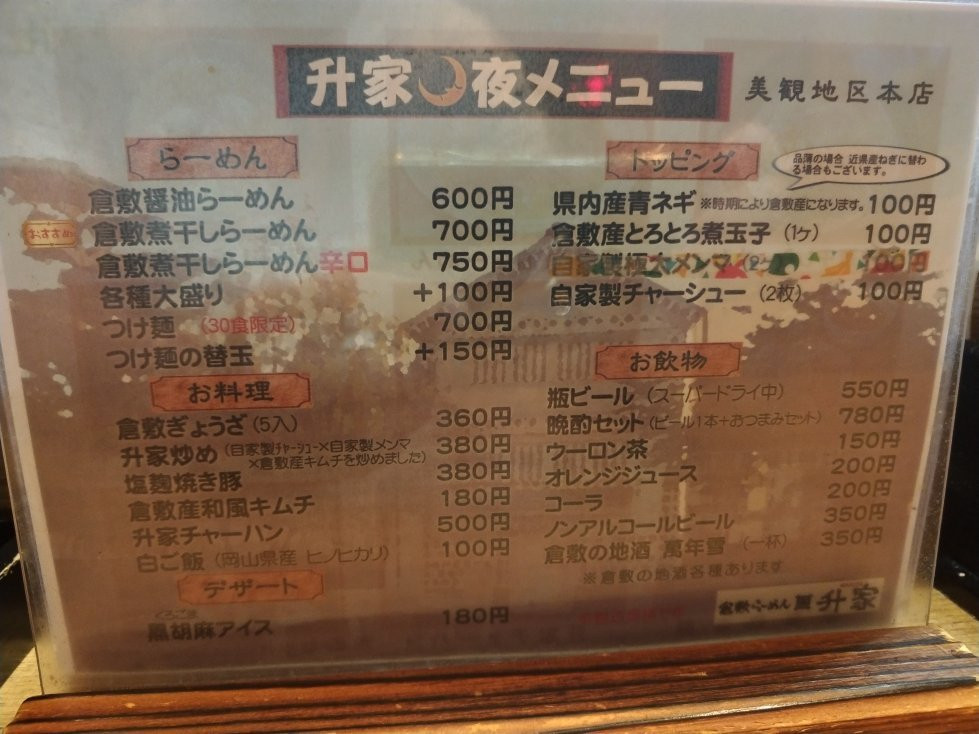 升家 夜メニュー
美観地区本店
らーめん
倉敷醤油らーめん 600円
おすすめ 倉敷煮干しらーめん 700円
倉敷煮干しらーめん辛口 750円
各種大盛り +100円
つけ麺 (30食限定) 700円
つけ麺の替玉 +150円
お料理
倉敷ぎょうざ (5入) 360円
升家炒め (自家製チャーシュー×自家製メンマ 380円
×倉敷産キムチを炒めました)
塩麹焼き豚 380円
倉敷産和風キムチ 180円
升家チャーハン 500円
白ご飯 (岡山県産 ヒノヒカリ) 100円
デザート
黒胡麻アイス 180円
トッピング
品薄の場合 近県産ねぎに替わ
る場合もございます。
県内産青ネギ ※時期により倉敷産になります。 100円
倉敷産とろとろ煮玉子 (1ケ) 100円
自家製極太メンマ 100円
自家製チャーシュー (2枚) 100円
お飲物
瓶ビール (スーパードライ中) 550円
晩酌セット (ビール1本+おつまみセット) 780円
ウーロン茶 150円
オレンジジュース 200円
コーラ 200円
ノンアルコールビール 350円
倉敷の地酒 萬年雪 (一杯) 350円
※倉敷の地酒各種あります
倉敷らーめん 升家